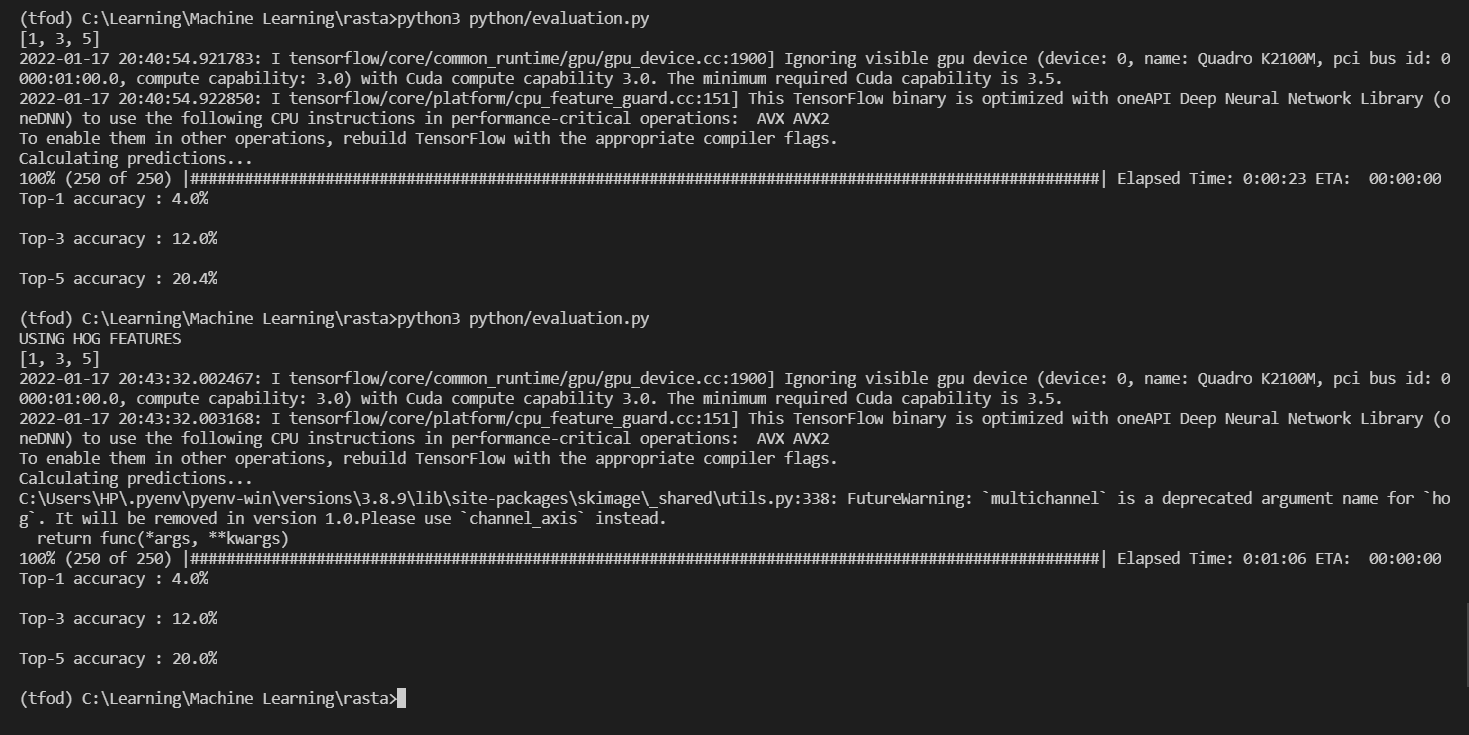 (tfod) C:\Learning\Machine Learning\rasta>python3 python/evaluation.py
[1, 3, 5]
2022-01-17 20:40:54.921783: I tensorflow/core/common_runtime/gpu/gpu_device.cc:1900] Ignoring visible gpu device (device: 0, name: Quadro K2100M, pci bus id: 0
000:01:00.0, compute capability: 3.0) with Cuda compute capability 3.0. The minimum required Cuda capability is 3.5.
2022-01-17 20:40:54.922850: I tensorflow/core/platform/cpu_feature_guard.cc:151] This TensorFlow binary is optimized with oneAPI Deep Neural Network Library (o
neDNN) to use the following CPU instructions in performance-critical operations:  AVX AVX2
To enable them in other operations, rebuild TensorFlow with the appropriate compiler flags.
Calculating predictions...
100% (250 of 250) |#####################################################################################################| Elapsed Time: 0:00:23 ETA:  00:00:00
Top-1 accuracy : 4.0%
Top-3 accuracy : 12.0%
Top-5 accuracy : 20.4%
(tfod) C:\Learning\Machine Learning\rasta>python3 python/evaluation.py
USING HOG FEATURES
[1, 3, 5]
2022-01-17 20:43:32.002467: I tensorflow/core/common_runtime/gpu/gpu_device.cc:1900] Ignoring visible gpu device (device: 0, name: Quadro K2100M, pci bus id: 0
000:01:00.0, compute capability: 3.0) with Cuda compute capability 3.0. The minimum required Cuda capability is 3.5.
2022-01-17 20:43:32.003168: I tensorflow/core/platform/cpu_feature_guard.cc:151] This TensorFlow binary is optimized with oneAPI Deep Neural Network Library (o
neDNN) to use the following CPU instructions in performance-critical operations:  AVX AVX2
To enable them in other operations, rebuild TensorFlow with the appropriate compiler flags.
Calculating predictions...
C:\Users\HP\.pyenv\pyenv-win\versions\3.8.9\lib\site-packages\skimage\_shared\utils.py:338: FutureWarning: `multichannel` is a deprecated argument name for `ho
g`. It will be removed in version 1.0.Please use `channel_axis` instead.
  return func(*args, **kwargs)
100% (250 of 250) |#####################################################################################################| Elapsed Time: 0:01:06 ETA:  00:00:00
Top-1 accuracy : 4.0%
Top-3 accuracy : 12.0%
Top-5 accuracy : 20.0%
(tfod) C:\Learning\Machine Learning\rasta>